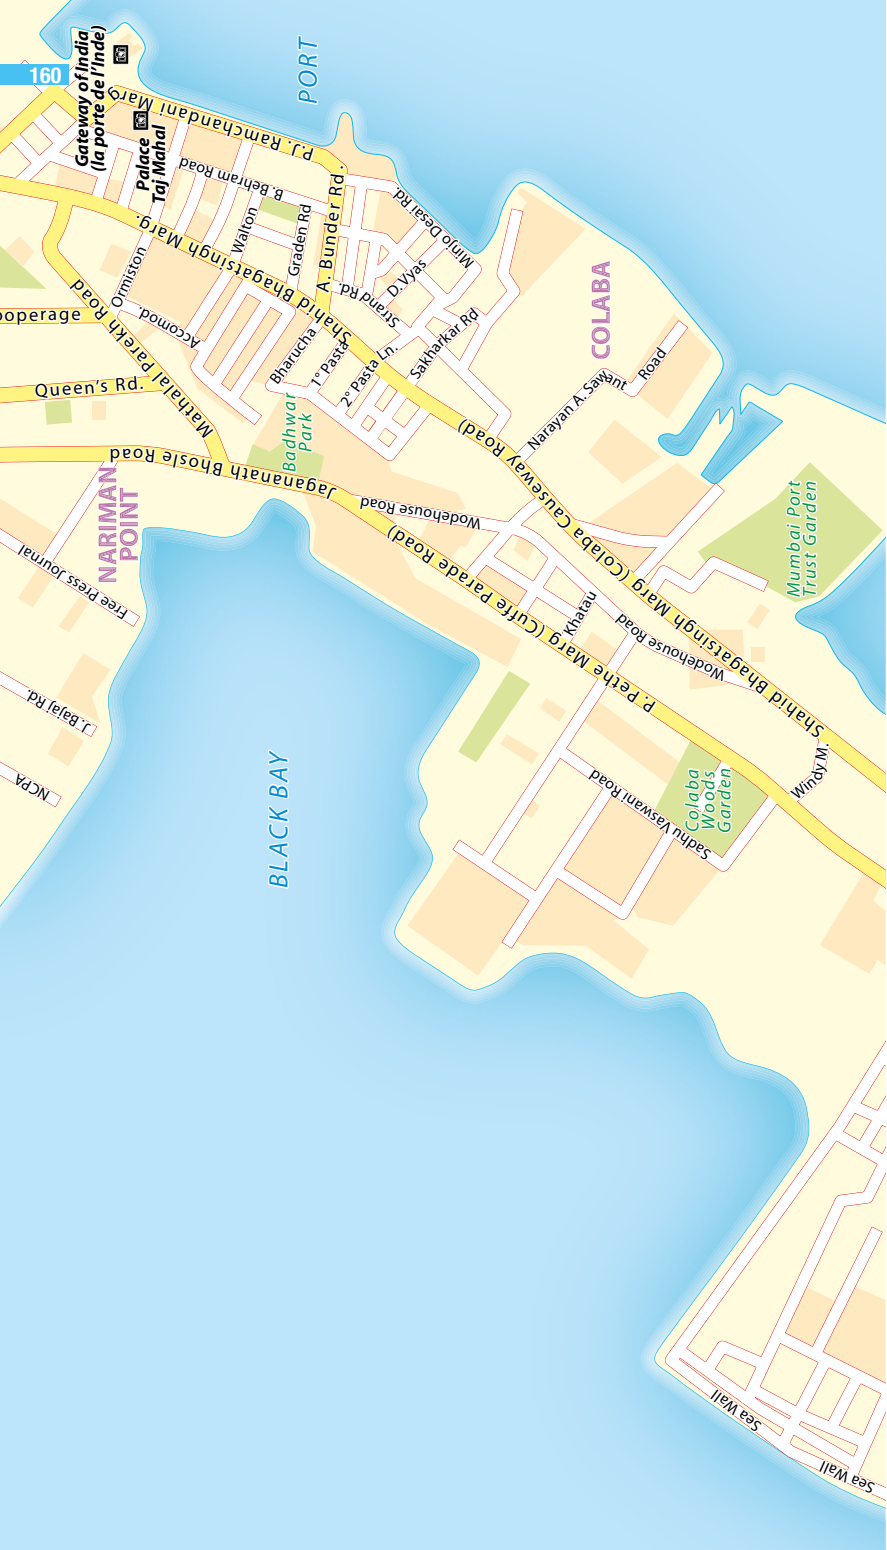 160
Gateway of India
(la porte de l'Inde)
Palace
Taj Mahal
PORT
P.J. Ramchandani Marg
B. Behram Road
Walton
Graden Rd
A. Bunder Rd.
Minjo Desai Rd.
D. Vyas
Strand Rd.
Sakharkar Rd
COLABA
Shahid Bhagatsingh Marg.
Ormiston
Accomod.
Bharucha
1° Pasta
2° Pasta Ln.
ooperage
Mathalal Parekh Road
Queen's Rd.
Badhwar
Park
Narayan A. Sawant Road
Shahid Bhagatsingh Marg (Colaba Causeway Road)
Jagannanath Bhosle Road
Wodehouse Road
NARIMAN
POINT
Free Press Journal
Mumbai Port
Trust Garden
P. Pethe Marg (Cuffe Parade Road)
Khatau
Wodehouse Road
J. Bajaj Rd.
NCPA
BLACK BAY
Windy M.
Colaba
Woods
Garden
Sadhu Vaswani Road
Sea Wall
Sea Wall